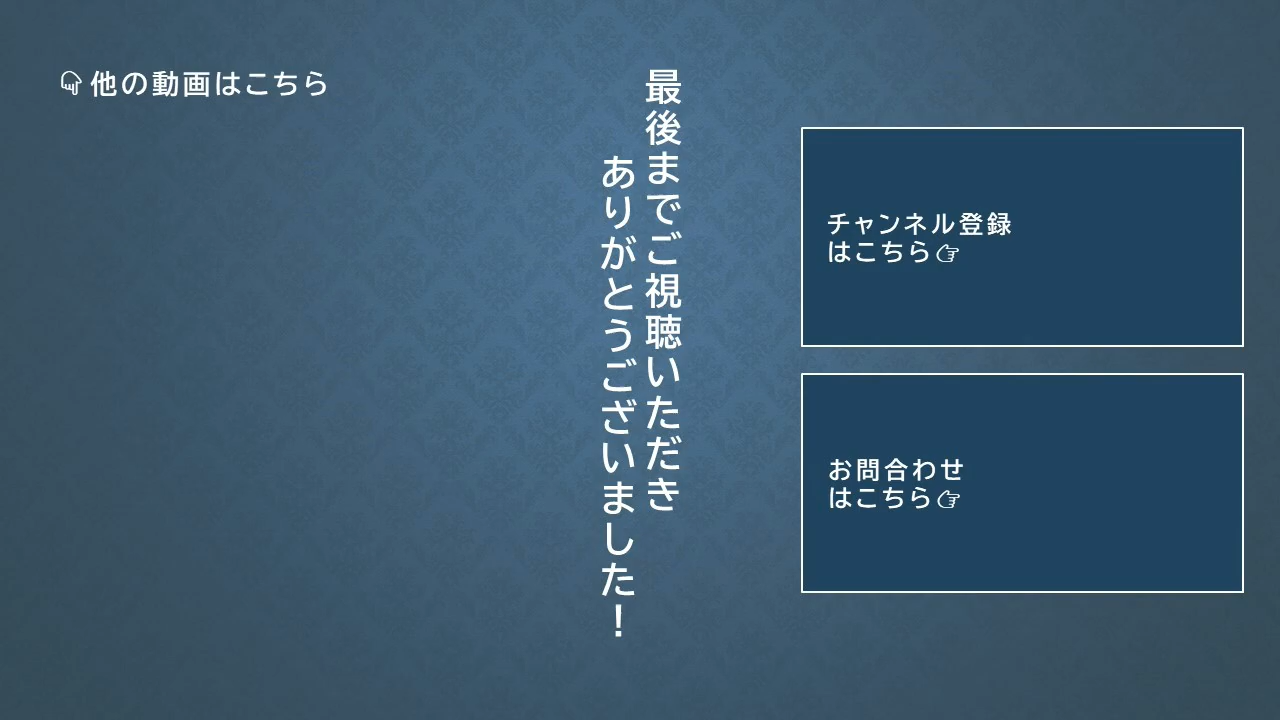 👇他の動画はこちら
最後までご視聴いただき
ありがとうございました！
チャンネル登録
はこちら👉
お問合わせ
はこちら👉